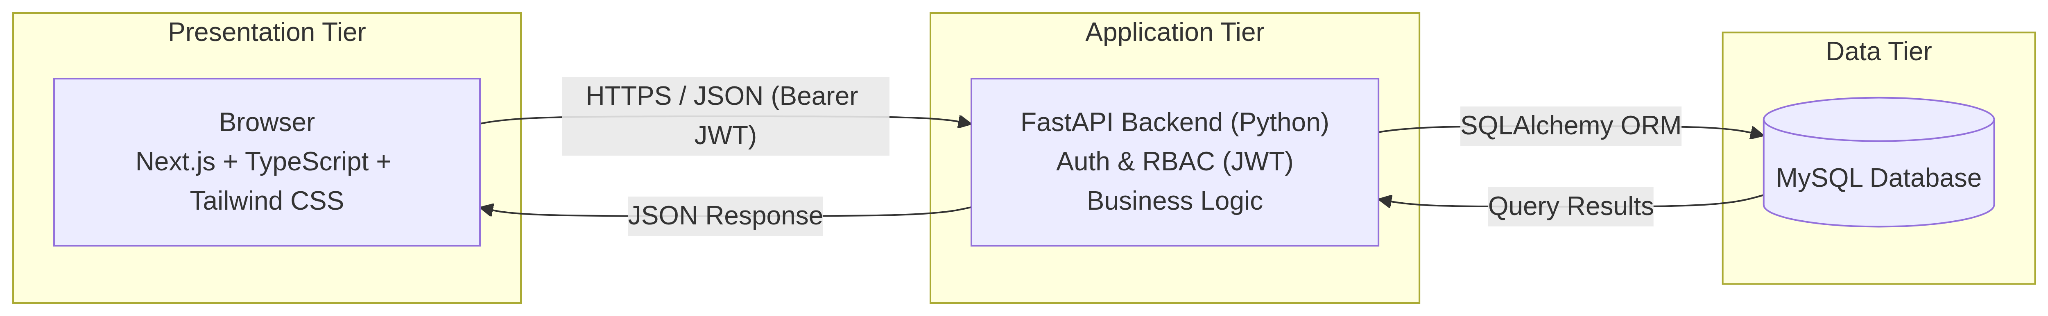 Presentation Tier
Browser
Next.js + TypeScript +
Tailwind CSS
HTTPS / JSON (Bearer
JWT)
JSON Response
Application Tier
FastAPI Backend (Python)
Auth & RBAC (JWT)
Business Logic
SQLAlchemy ORM
Query Results
Data Tier
MySQL Database